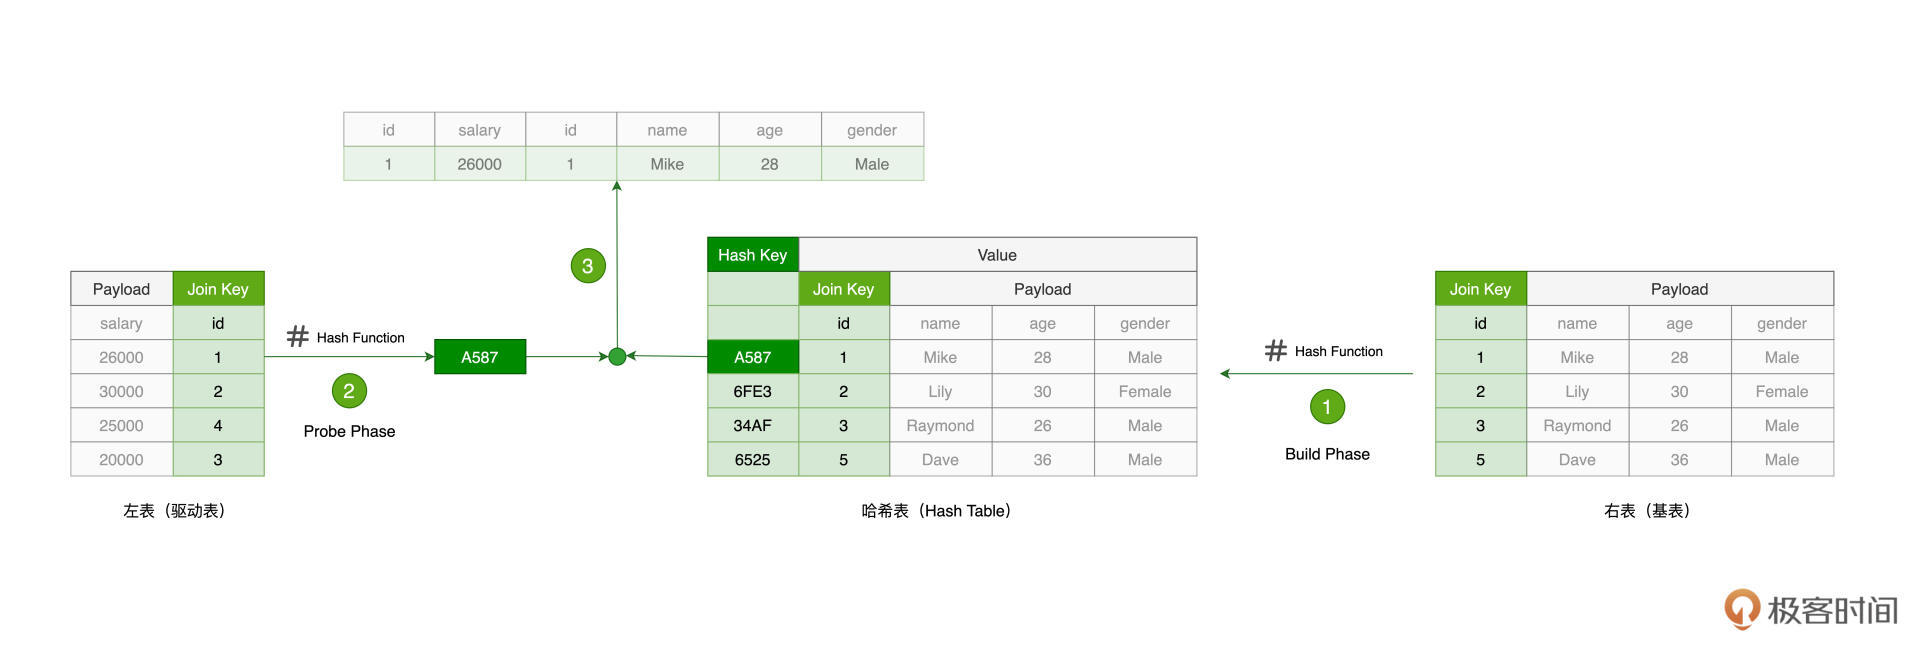 id salary id name age gender
1 26000 1 Mike 28 Male
3
Payload Join Key
salary id
26000 1
30000 2
25000 4
20000 3
左表（驱动表）
# Hash Function
2
Probe Phase
A587
Hash Key Value
Join Key Payload
id name age gender
A587 1 Mike 28 Male
6FE3 2 Lily 30 Female
34AF 3 Raymond 26 Male
6525 5 Dave 36 Male
哈希表（Hash Table）
# Hash Function
1
Build Phase
Join Key Payload
id name age gender
1 Mike 28 Male
2 Lily 30 Female
3 Raymond 26 Male
5 Dave 36 Male
右表（基表）
极客时间